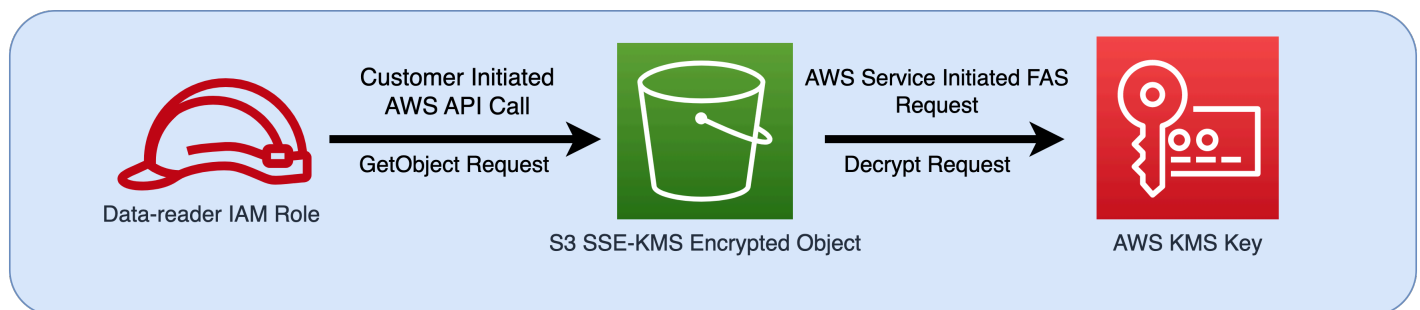 Customer Initiated
AWS API Call
GetObject Request
Data-reader IAM Role
S3 SSE-KMS Encrypted Object
AWS Service Initiated FAS
Request
Decrypt Request
AWS KMS Key